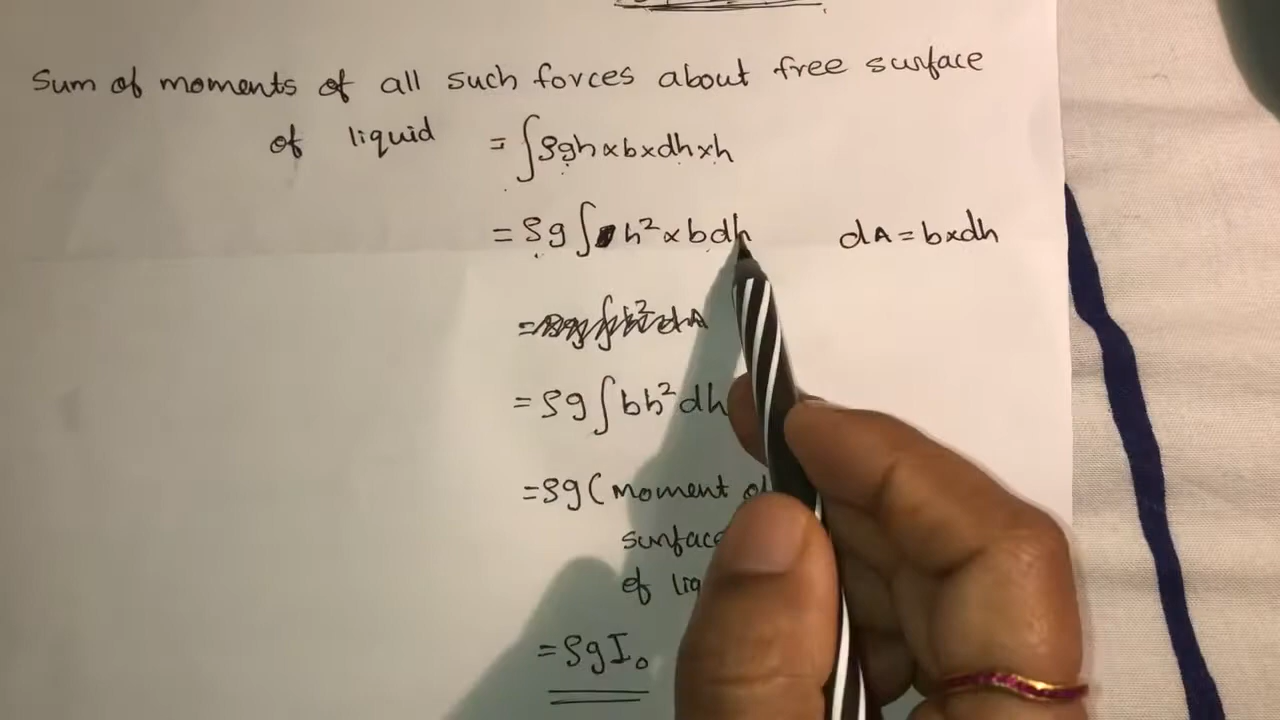 Sum of moments of all such forces about free surface
of liquid = ∫ρgh×b×dh×h
= ρg∫ h²×bdh dA = b×dh
= ρg∫bh²dh
= ρg(moment
surface
of
= ρgI₀